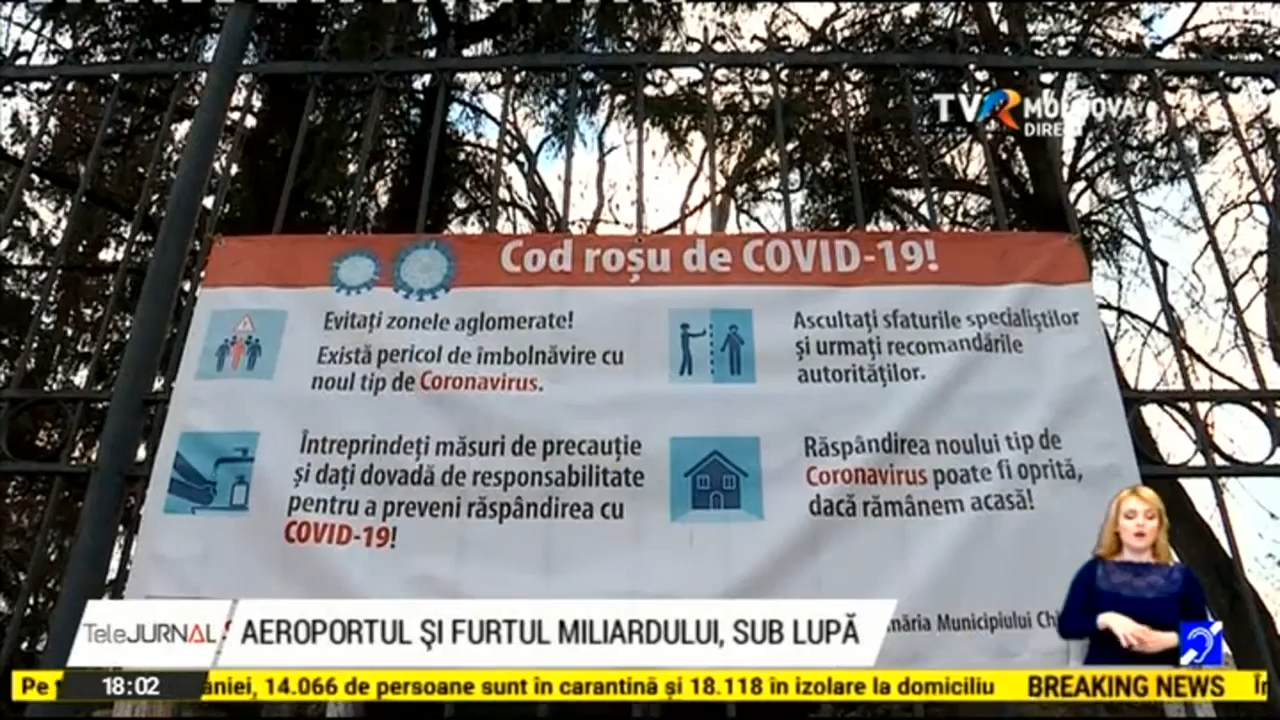 TVR MOLDOVA
DIRECT
Cod roșu de COVID-19!
Evitați zonele aglomerate!
Există pericol de îmbolnăvire cu
noul tip de Coronavirus.
Ascultați sfaturile specialiștilor
și urmați recomandările
autorităților.
Întreprindeți măsuri de precauție
și dați dovadă de responsabilitate
pentru a preveni răspândirea cu
COVID-19!
Răspândirea noului tip de
Coronavirus poate fi oprită,
dacă rămânem acasă!
Municipiului
TeleJURNAL
AEROPORTUL ŞI FURTUL MILIARDULUI, SUB LUPĂ
Pe 18:02 14.066 de persoane sunt în carantină și 18.118 în izolare la domiciliu BREAKING NEWS